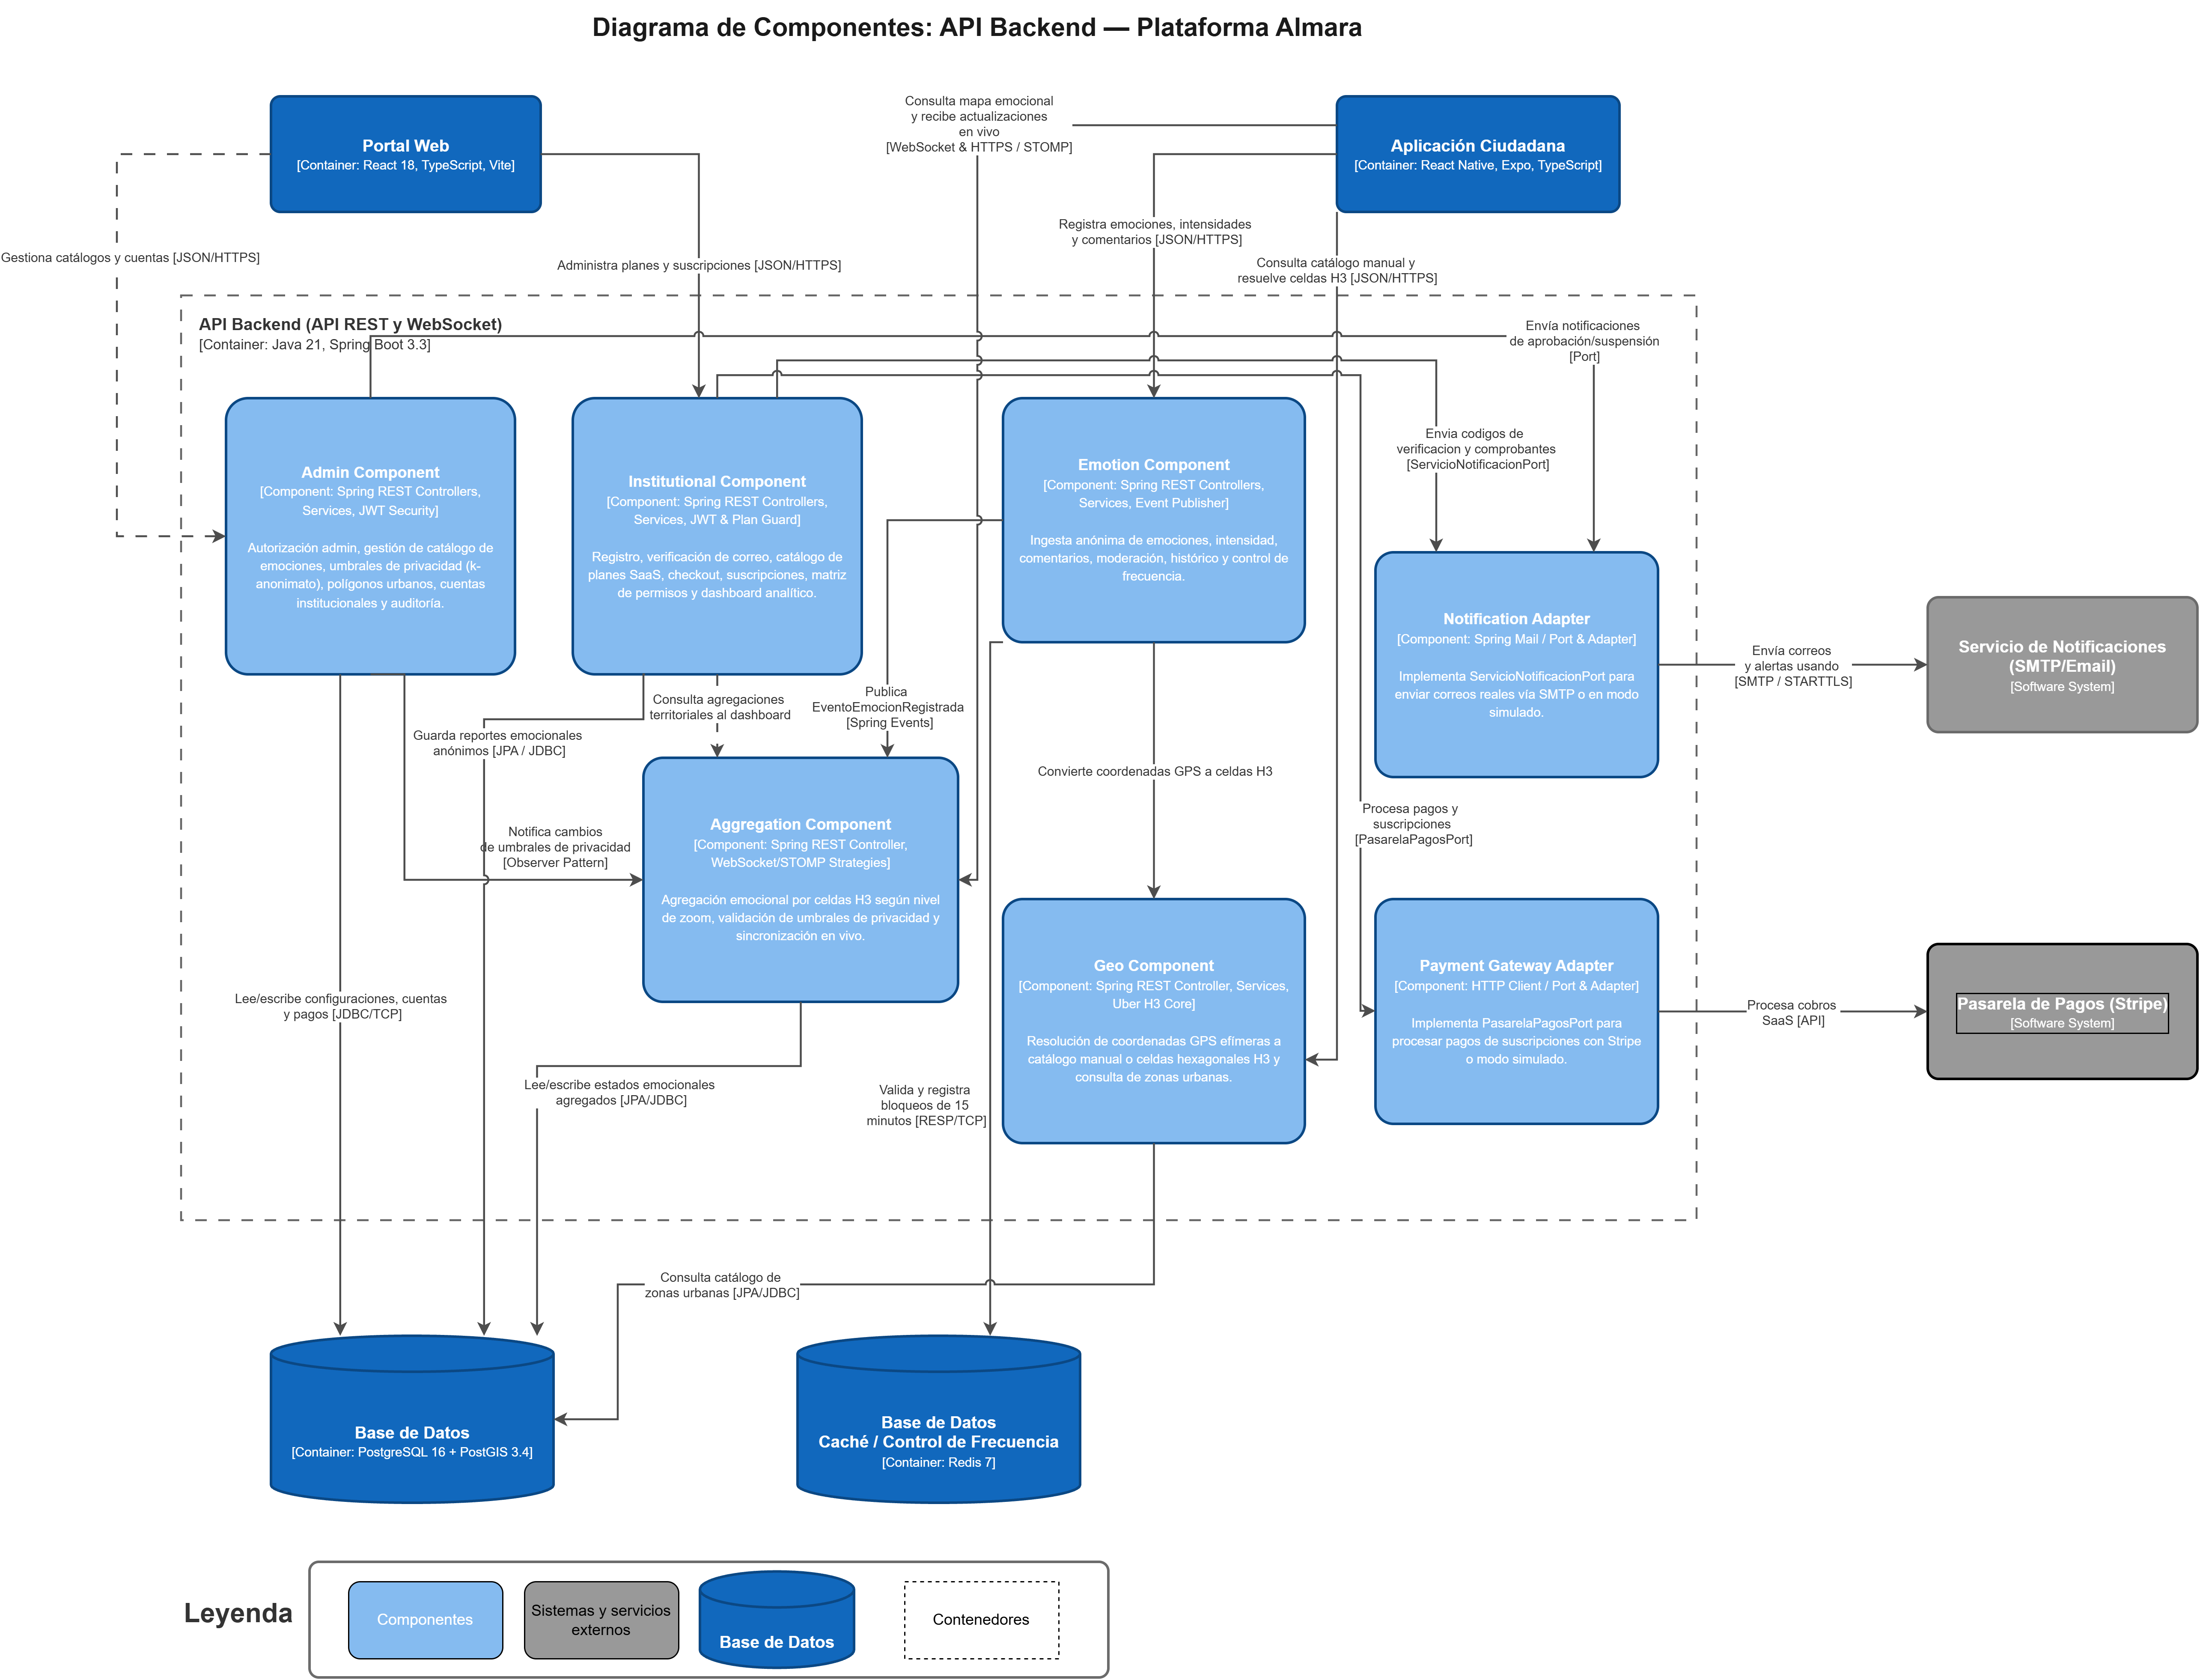 Diagrama de Componentes: API Backend — Plataforma Almara
Portal Web
[Container: React 18, TypeScript, Vite]
Consulta mapa emocional
y recibe actualizaciones
en vivo
[WebSocket & HTTPS / STOMP]
Aplicación Ciudadana
[Container: React Native, Expo, TypeScript]
Gestiona catálogos y cuentas [JSON/HTTPS]
Administra planes y suscripciones [JSON/HTTPS]
Registra emociones, intensidades
y comentarios [JSON/HTTPS]
Consulta catálogo manual y
resuelve celdas H3 [JSON/HTTPS]
API Backend (API REST y WebSocket)
[Container: Java 21, Spring Boot 3.3]
Envía notificaciones
de aprobación/suspensión
[Port]
Envia codigos de
verificacion y comprobantes
[ServicioNotificacionPort]
Admin Component
[Component: Spring REST Controllers,
Services, JWT Security]
Autorización admin, gestión de catálogo de
emociones, umbrales de privacidad (k-
anonimato), polígonos urbanos, cuentas
institucionales y auditoría.
Institutional Component
[Component: Spring REST Controllers,
Services, JWT & Plan Guard]
Registro, verificación de correo, catálogo de
planes SaaS, checkout, suscripciones, matriz
de permisos y dashboard analítico.
Emotion Component
[Component: Spring REST Controllers,
Services, Event Publisher]
Ingesta anónima de emociones, intensidad,
comentarios, moderación, histórico y control de
frecuencia.
Notification Adapter
[Component: Spring Mail / Port & Adapter]
Implementa ServicioNotificacionPort para
enviar correos reales vía SMTP o en modo
simulado.
Envía correos
y alertas usando
[SMTP / STARTTLS]
Servicio de Notificaciones
(SMTP/Email)
[Software System]
Consulta agregaciones
territoriales al dashboard
Publica
EventoEmocionRegistrada
[Spring Events]
Guarda reportes emocionales
anónimos [JPA / JDBC]
Convierte coordenadas GPS a celdas H3
Notifica cambios
de umbrales de privacidad
[Observer Pattern]
Aggregation Component
[Component: Spring REST Controller,
WebSocket/STOMP Strategies]
Agregación emocional por celdas H3 según nivel
de zoom, validación de umbrales de privacidad y
sincronización en vivo.
Procesa pagos y
suscripciones
[PasarelaPagosPort]
Geo Component
[Component: Spring REST Controller, Services,
Uber H3 Core]
Resolución de coordenadas GPS efímeras a
catálogo manual o celdas hexagonales H3 y
consulta de zonas urbanas.
Payment Gateway Adapter
[Component: HTTP Client / Port & Adapter]
Implementa PasarelaPagosPort para
procesar pagos de suscripciones con Stripe
o modo simulado.
Procesa cobros
SaaS [API]
Pasarela de Pagos (Stripe)
[Software System]
Lee/escribe configuraciones, cuentas
y pagos [JDBC/TCP]
Lee/escribe estados emocionales
agregados [JPA/JDBC]
Valida y registra
bloqueos de 15
minutos [RESP/TCP]
Consulta catálogo de
zonas urbanas [JPA/JDBC]
Base de Datos
[Container: PostgreSQL 16 + PostGIS 3.4]
Base de Datos
Caché / Control de Frecuencia
[Container: Redis 7]
Leyenda
Componentes
Sistemas y servicios
externos
Base de Datos
Contenedores